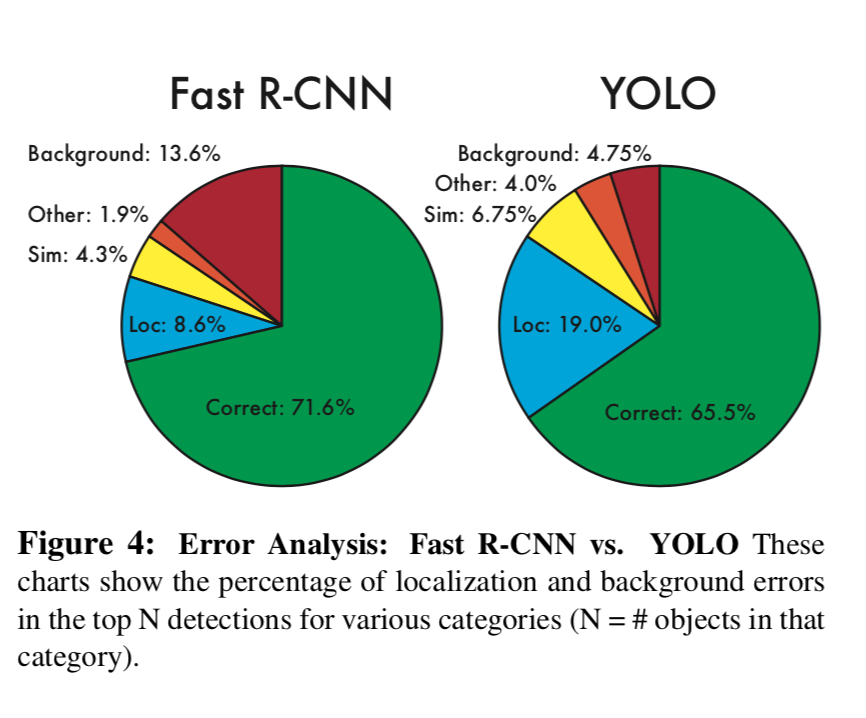 Fast R-CNN
Background: 13.6%
Other: 1.9%
Sim: 4.3%
Loc: 8.6%
Correct: 71.6%
YOLO
Background: 4.75%
Other: 4.0%
Sim: 6.75%
Loc: 19.0%
Correct: 65.5%
Figure 4: Error Analysis: Fast R-CNN vs. YOLO These
charts show the percentage of localization and background errors
in the top N detections for various categories (N = # objects in that
category).